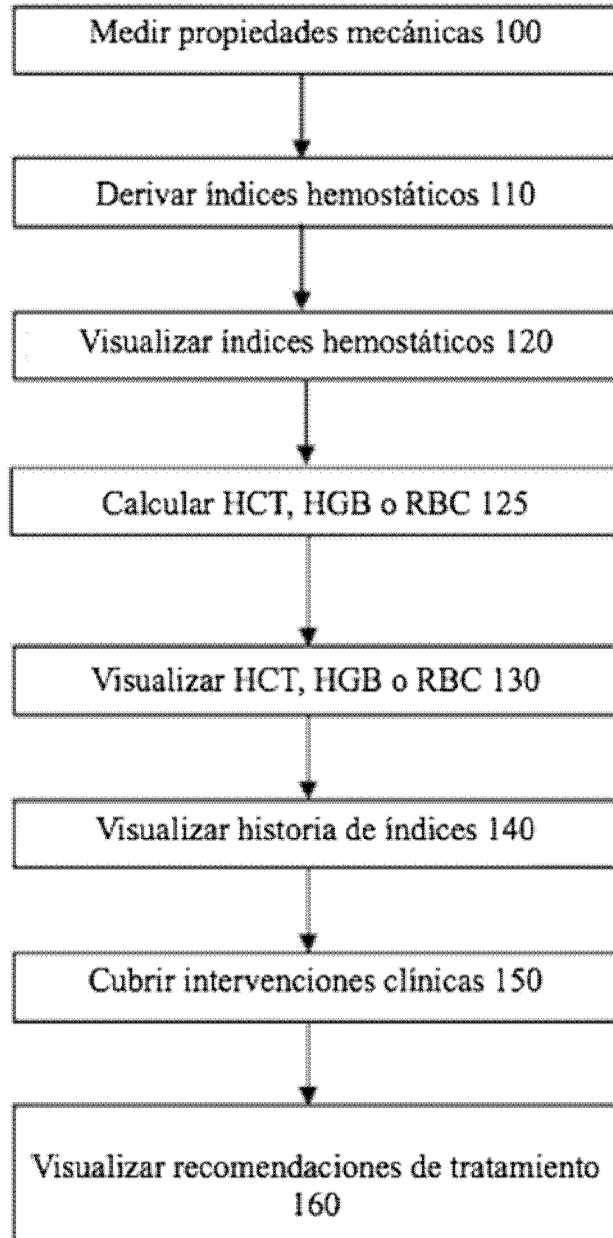 Medir propiedades mecánicas 100
Derivar índices hemostáticos 110
Visualizar índices hemostáticos 120
Calcular HCT, HGB o RBC 125
Visualizar HCT, HGB o RBC 130
Visualizar historia de índices 140
Cubrir intervenciones clínicas 150
Visualizar recomendaciones de tratamiento
160